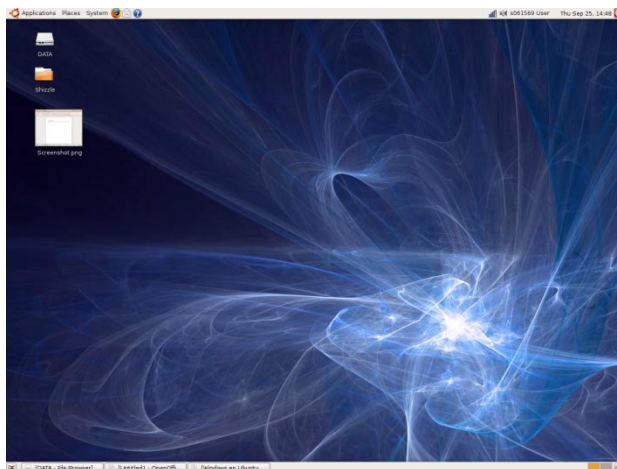 Applications Places System s061569 User Thu Sep 25, 14:48
DATA
Shizzle
Screenshot.png
[DATA - File Browser] [Untitled1 - OpenOffi... [Windows en Ubuntu...